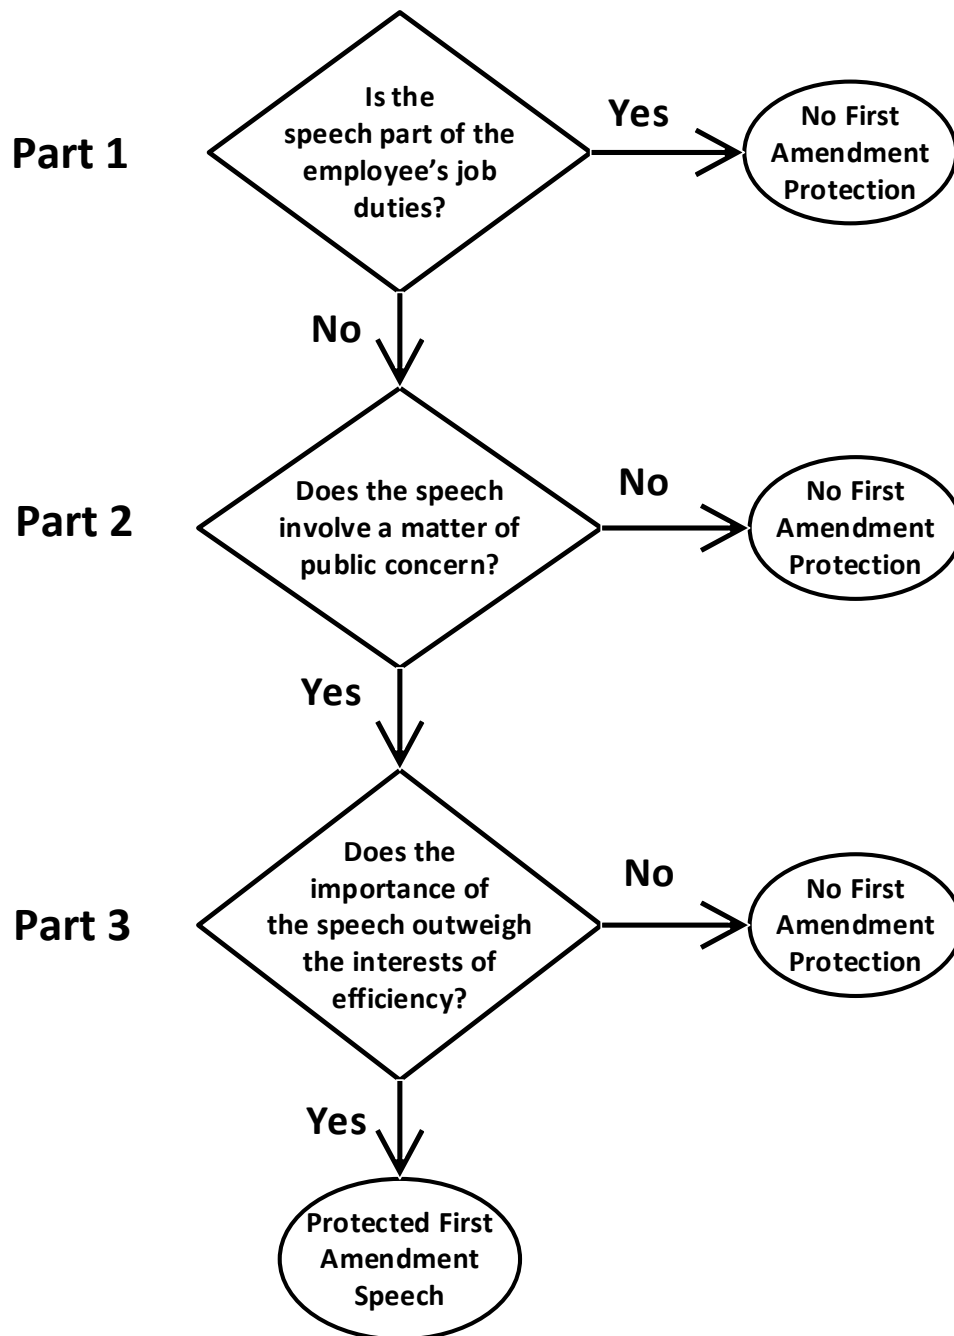 Part 1
Is the
speech part of the
employee’s job
duties?
Yes
No First
Amendment
Protection
No
Part 2
Does the speech
involve a matter of
public concern?
No
No First
Amendment
Protection
Yes
Part 3
Does the
importance of
the speech outweigh
the interests of
efficiency?
No
No First
Amendment
Protection
Yes
Protected First
Amendment
Speech